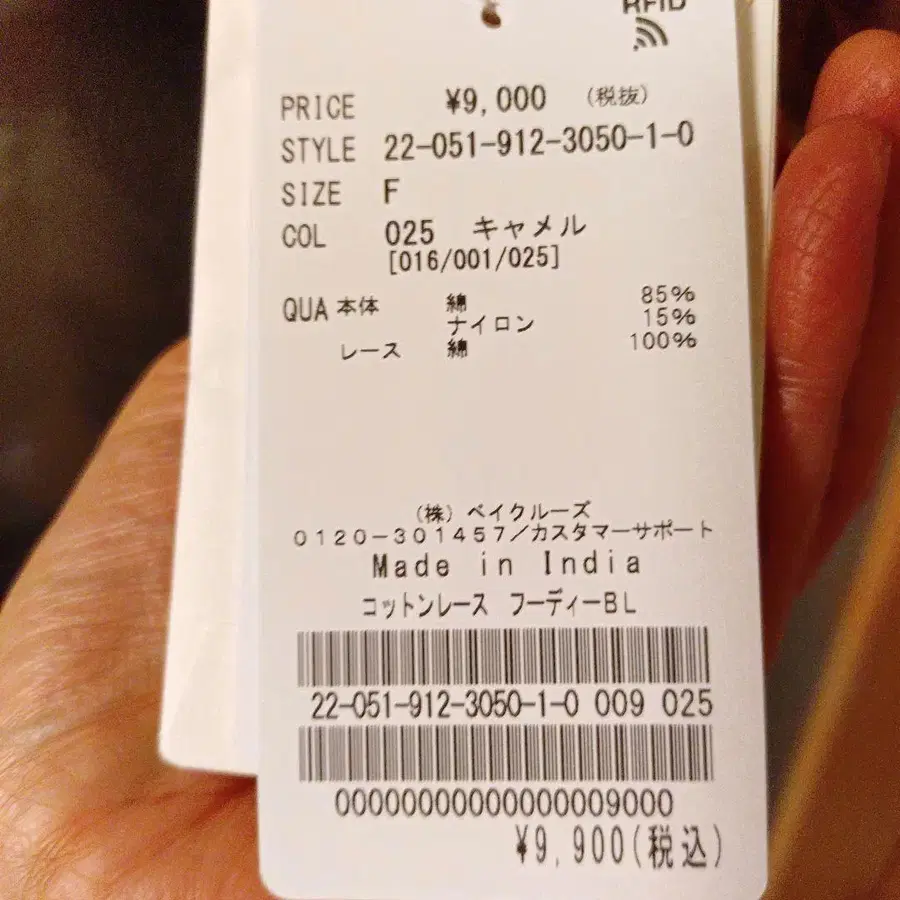 RFID
PRICE ¥9,000 (税抜)
STYLE 22-051-912-3050-1-0
SIZE F
COL 025 キャメル
[016/001/025]
QUA 本体 綿 85%
ナイロン 15%
レース 綿 100%
(株) ベイクルーズ
0120-301457/カスタマーサポート
Made in India
コットンレース フーディーBL
22-051-912-3050-1-0 009 025
00000000000000009000
¥9,900(税込)